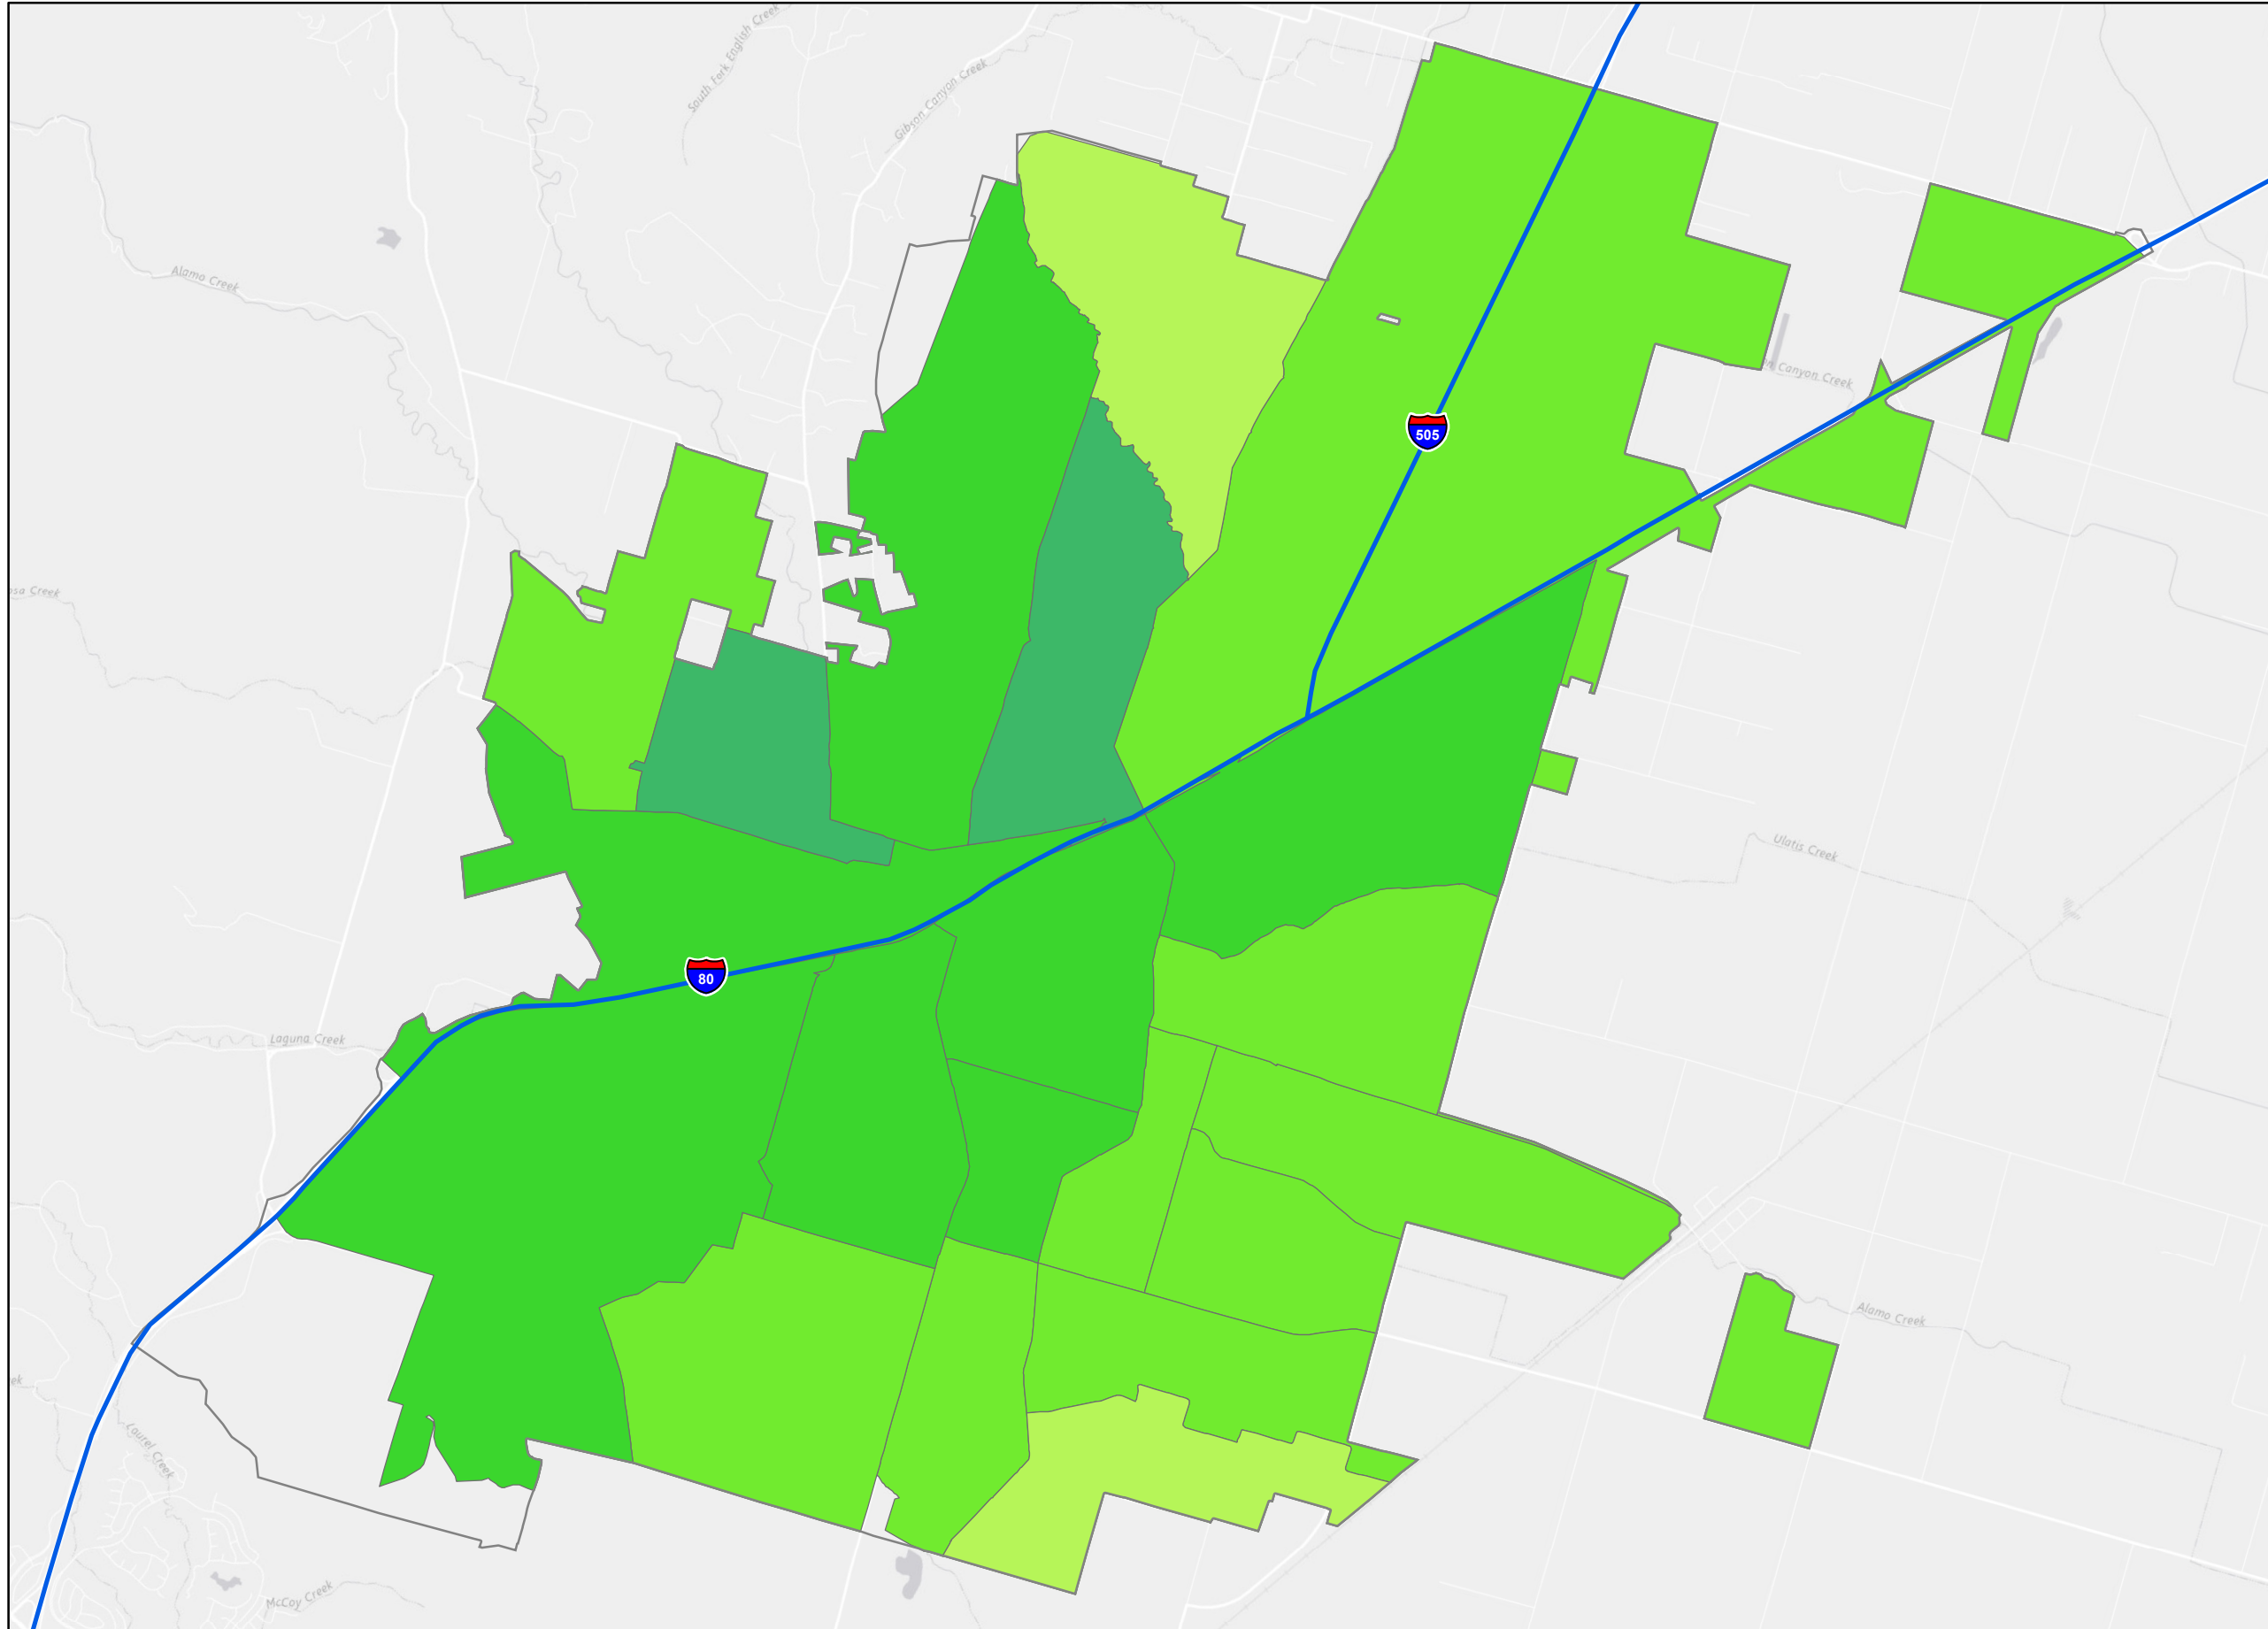 South Fork English Creek
Gibson Canyon Creek
Alamo Creek
Canyon Creek
505
Creek
Ulatis Creek
80
Laguna Creek
Alamo Creek
Laurel Creek
McCoy Creek